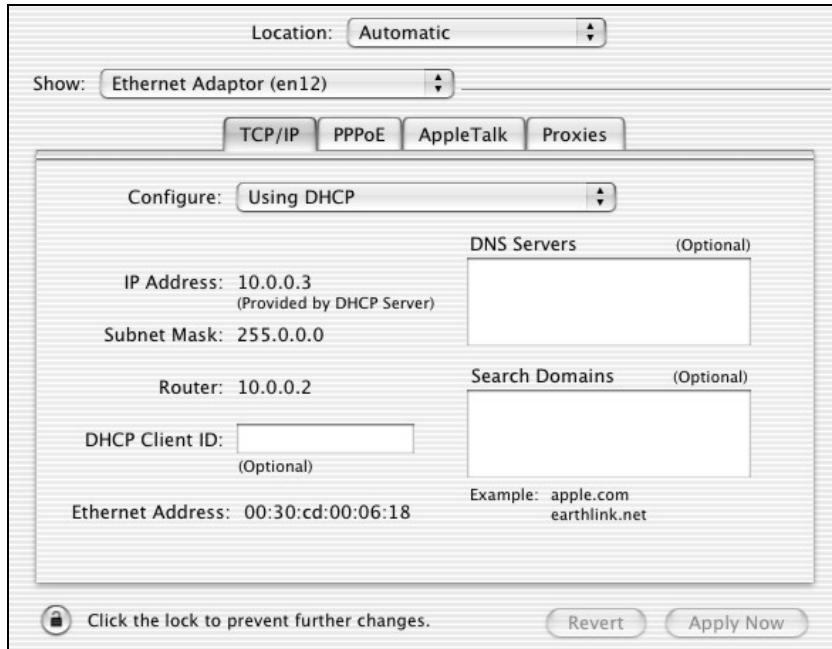 Location: Automatic
Show: Ethernet Adaptor (en12)
TCP/IP PPPoE AppleTalk Proxies
Configure: Using DHCP
DNS Servers (Optional)
IP Address: 10.0.0.3
(Provided by DHCP Server)
Subnet Mask: 255.0.0.0
Search Domains (Optional)
Router: 10.0.0.2
DHCP Client ID:
(Optional)
Example: apple.com
earthlink.net
Ethernet Address: 00:30:cd:00:06:18
Click the lock to prevent further changes.
Revert Apply Now